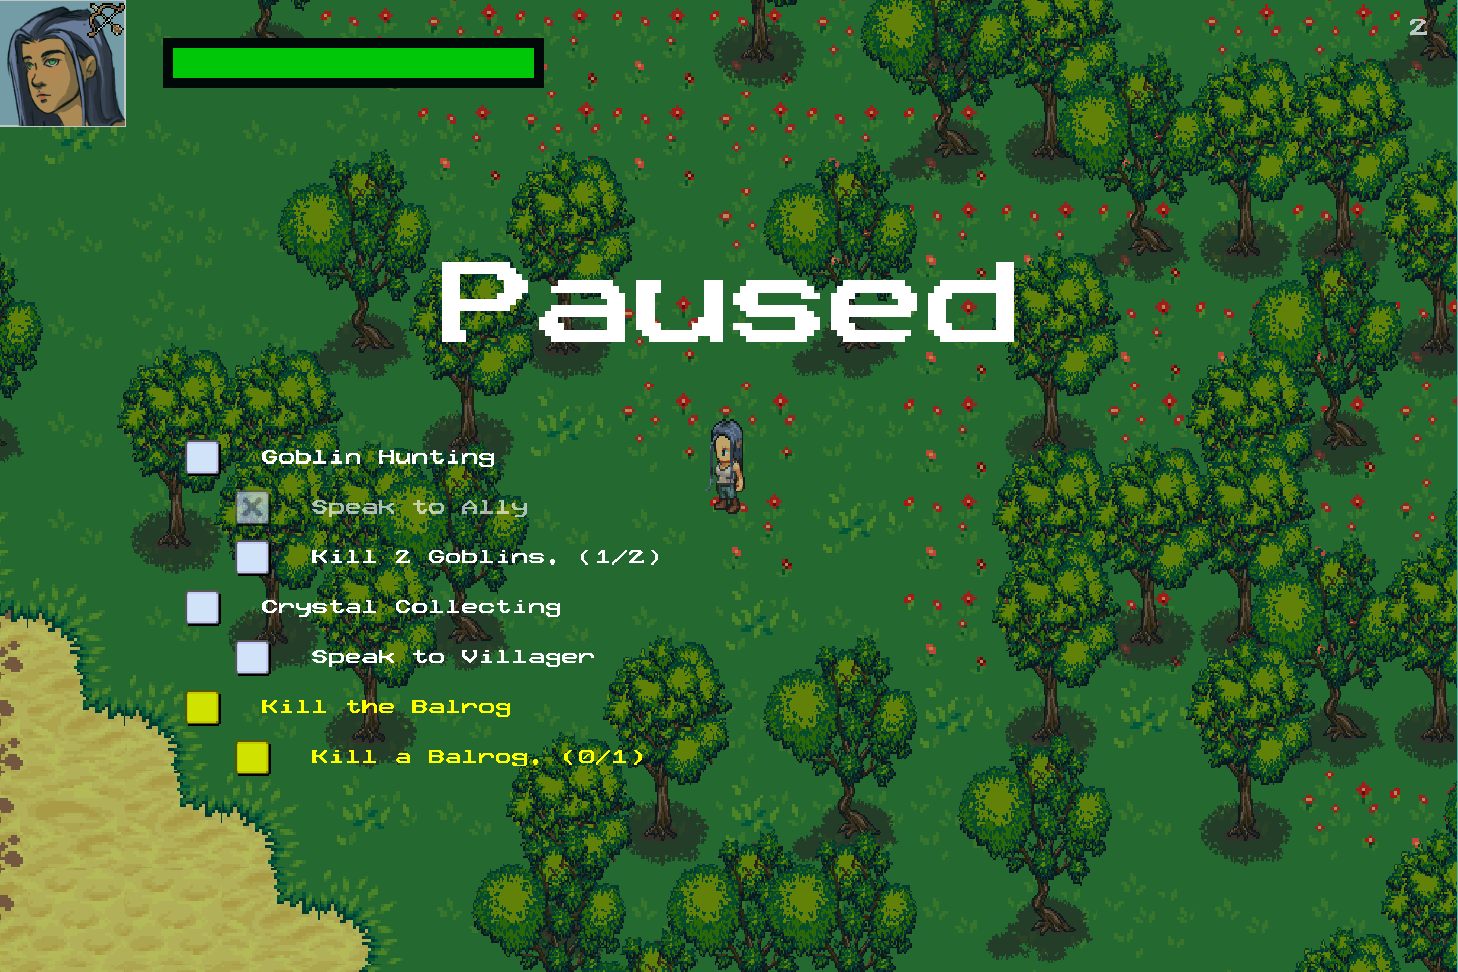 2
Paused
Goblin Hunting
Speak to Ally
Kill 2 Goblins. (1/2)
Crystal Collecting
Speak to Villager
Kill the Balrog
Kill a Balrog. (0/1)